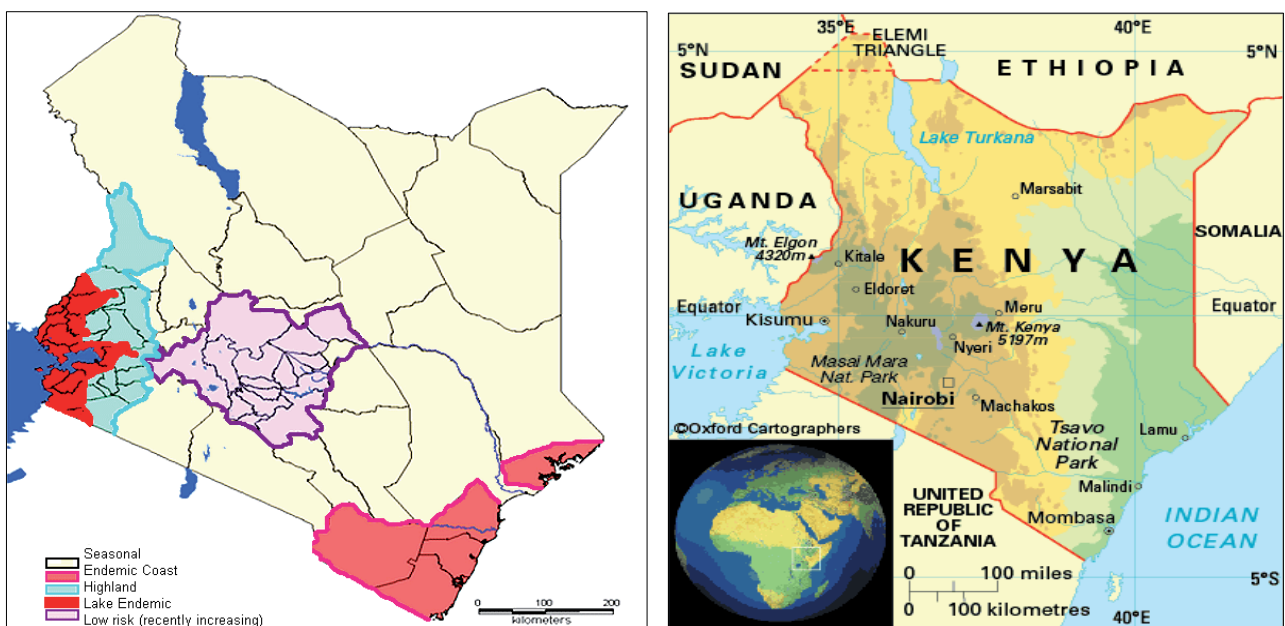 Seasonal
Endemic Coast
Highland
Lake Endemic
Low risk (recently increasing)
0 100 200
kilometers
35°E
40°E
5°N
ELEMI
TRIANGLE
5°N
SUDAN
ETHIOPIA
Lake Turkana
UGANDA
Marsabit
SOMALIA
Mt. Elgon
4320m
Kitale
KENYA
Eldoret
Equator
Meru
Equator
Kisumu
Nakuru
Mt. Kenya
5197m
Nyeri
Lake
Victoria
Masai Mara
Nat. Park
Nairobi
Machakos
©Oxford Cartographers
Tsavo
National
Park
Lamu
Malindi
UNITED
REPUBLIC
OF
TANZANIA
Mombasa
INDIAN
OCEAN
0 100 miles
0 100 kilometres
5°S
40°E